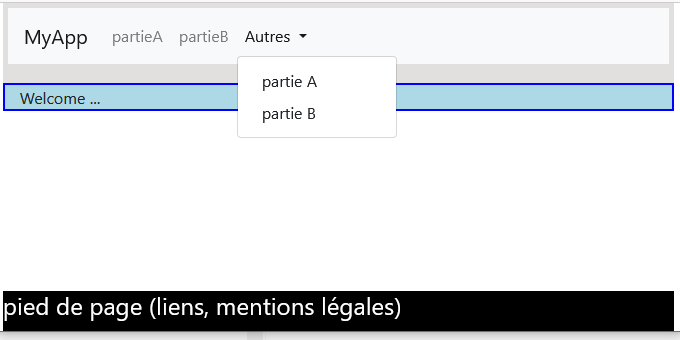 MyApp partieA partieB Autres
partie A
Welcome ...
partie B
pied de page (liens, mentions légales)